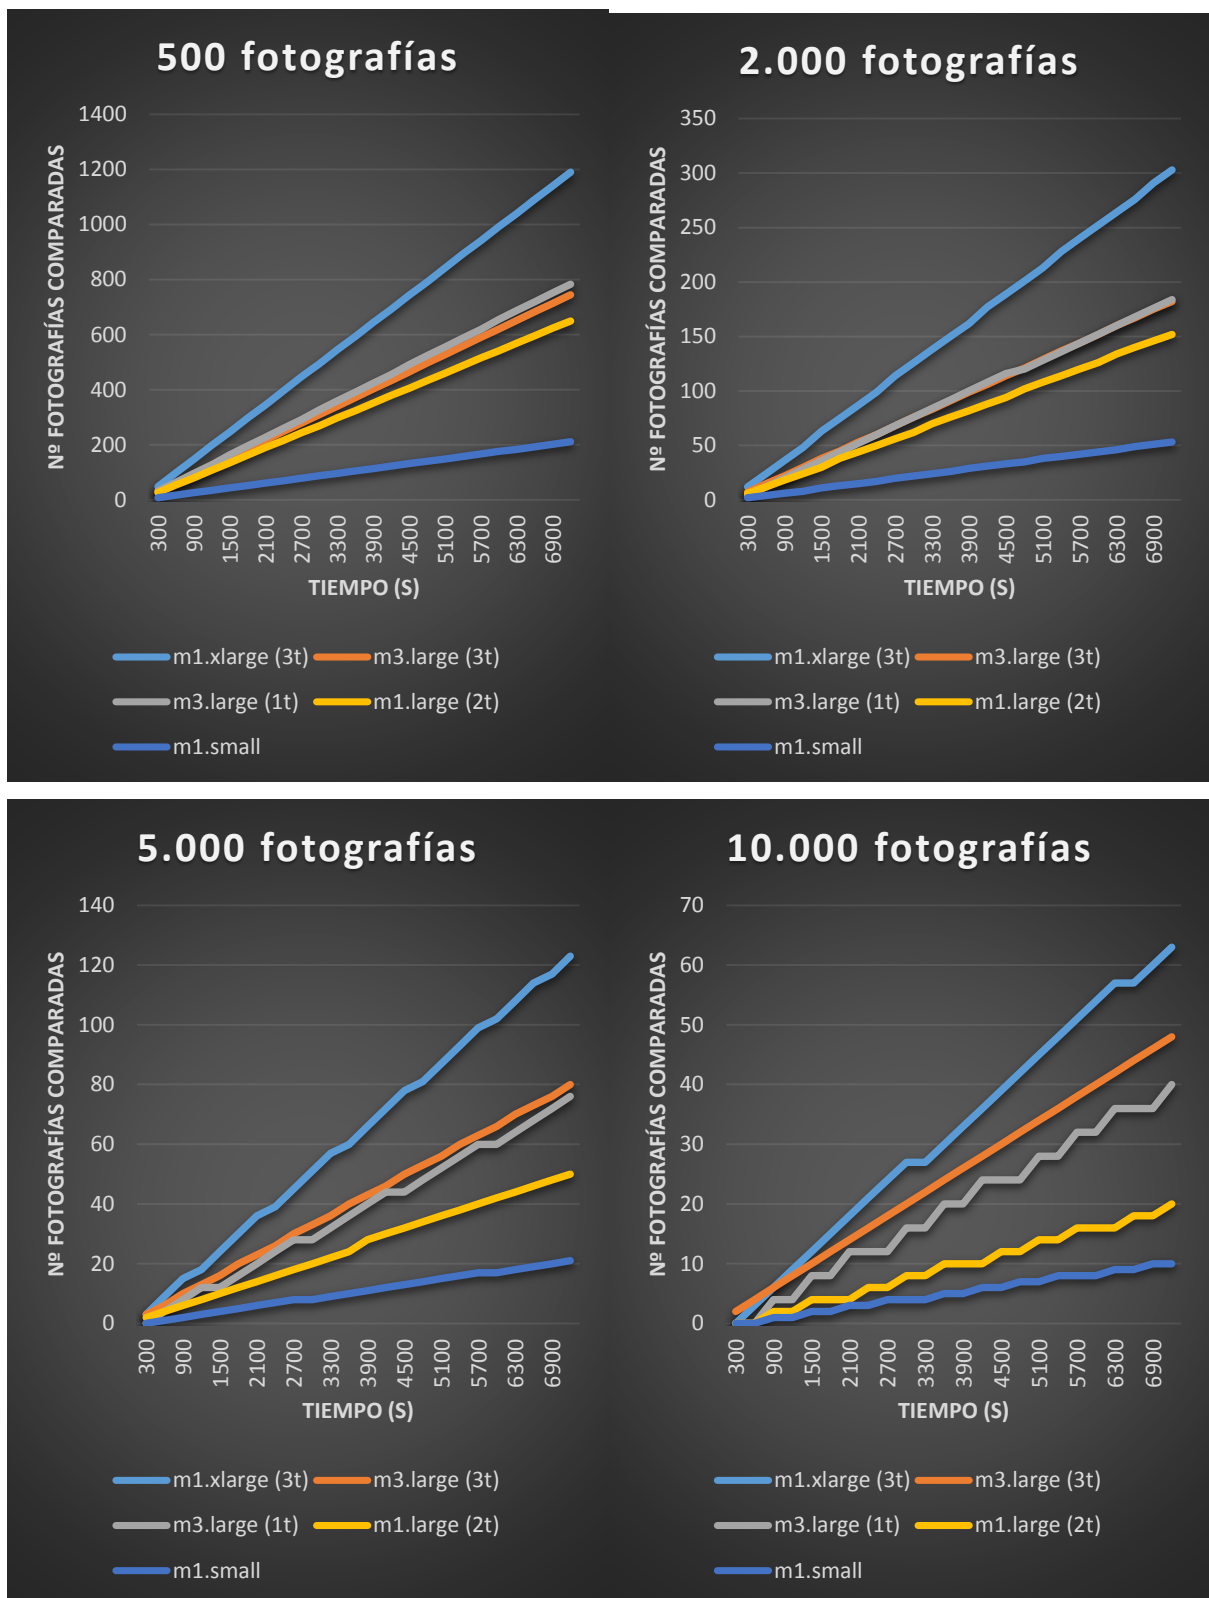 500 fotografías
1400
1200
1000
800
600
400
200
0
Nº FOTOGRAFÍAS COMPARADAS
300 900 1500 2100 2700 3300 3900 4500 5100 5700 6300 6900
TIEMPO (S)
m1.xlarge (3t) m3.large (3t)
m3.large (1t) m1.large (2t)
m1.small
2.000 fotografías
350
300
250
200
150
100
50
0
Nº FOTOGRAFÍAS COMPARADAS
300 900 1500 2100 2700 3300 3900 4500 5100 5700 6300 6900
TIEMPO (S)
m1.xlarge (3t) m3.large (3t)
m3.large (1t) m1.large (2t)
m1.small
5.000 fotografías
140
120
100
80
60
40
20
0
Nº FOTOGRAFÍAS COMPARADAS
300 900 1500 2100 2700 3300 3900 4500 5100 5700 6300 6900
TIEMPO (S)
m1.xlarge (3t) m3.large (3t)
m3.large (1t) m1.large (2t)
m1.small
10.000 fotografías
70
60
50
40
30
20
10
0
Nº FOTOGRAFÍAS COMPARADAS
300 900 1500 2100 2700 3300 3900 4500 5100 5700 6300 6900
TIEMPO (S)
m1.xlarge (3t) m3.large (3t)
m3.large (1t) m1.large (2t)
m1.small